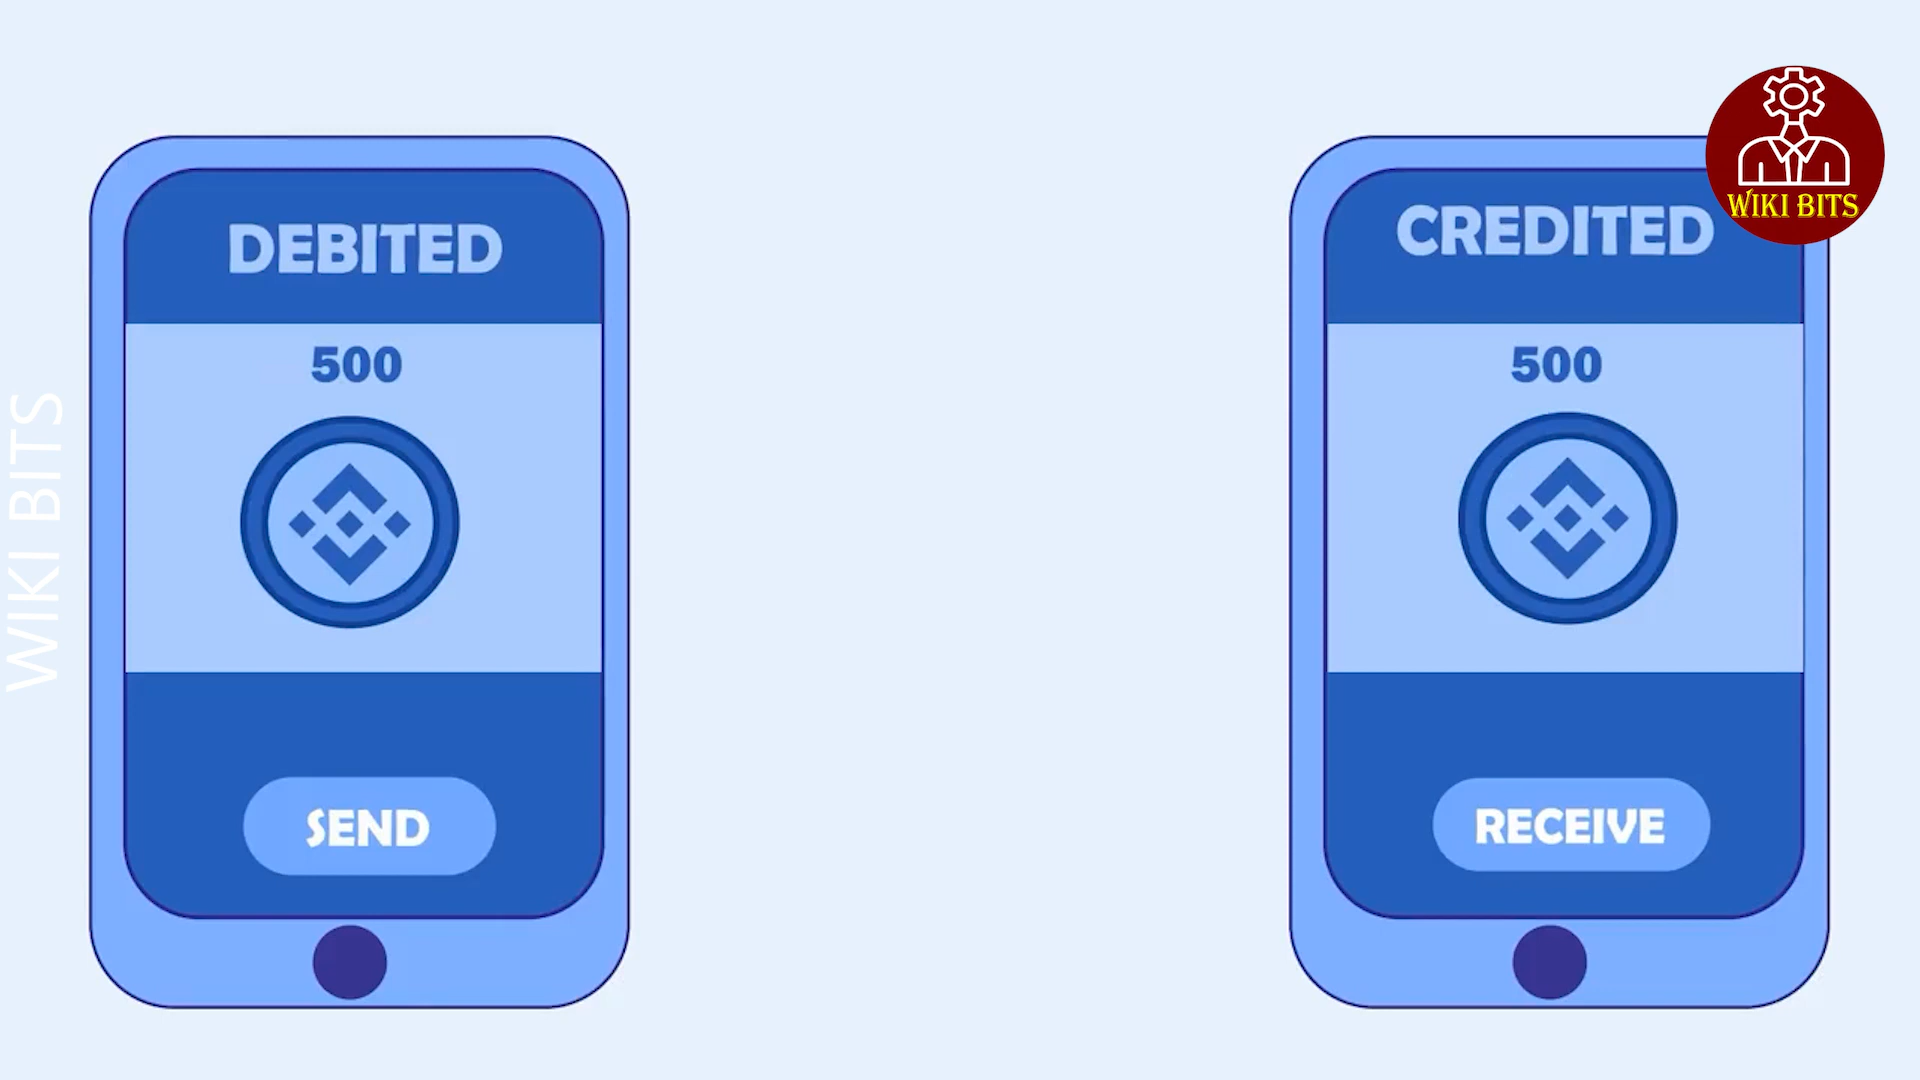 WIKI BITS
DEBITED
500
SEND
CREDITED
500
RECEIVE
WIKI BITS